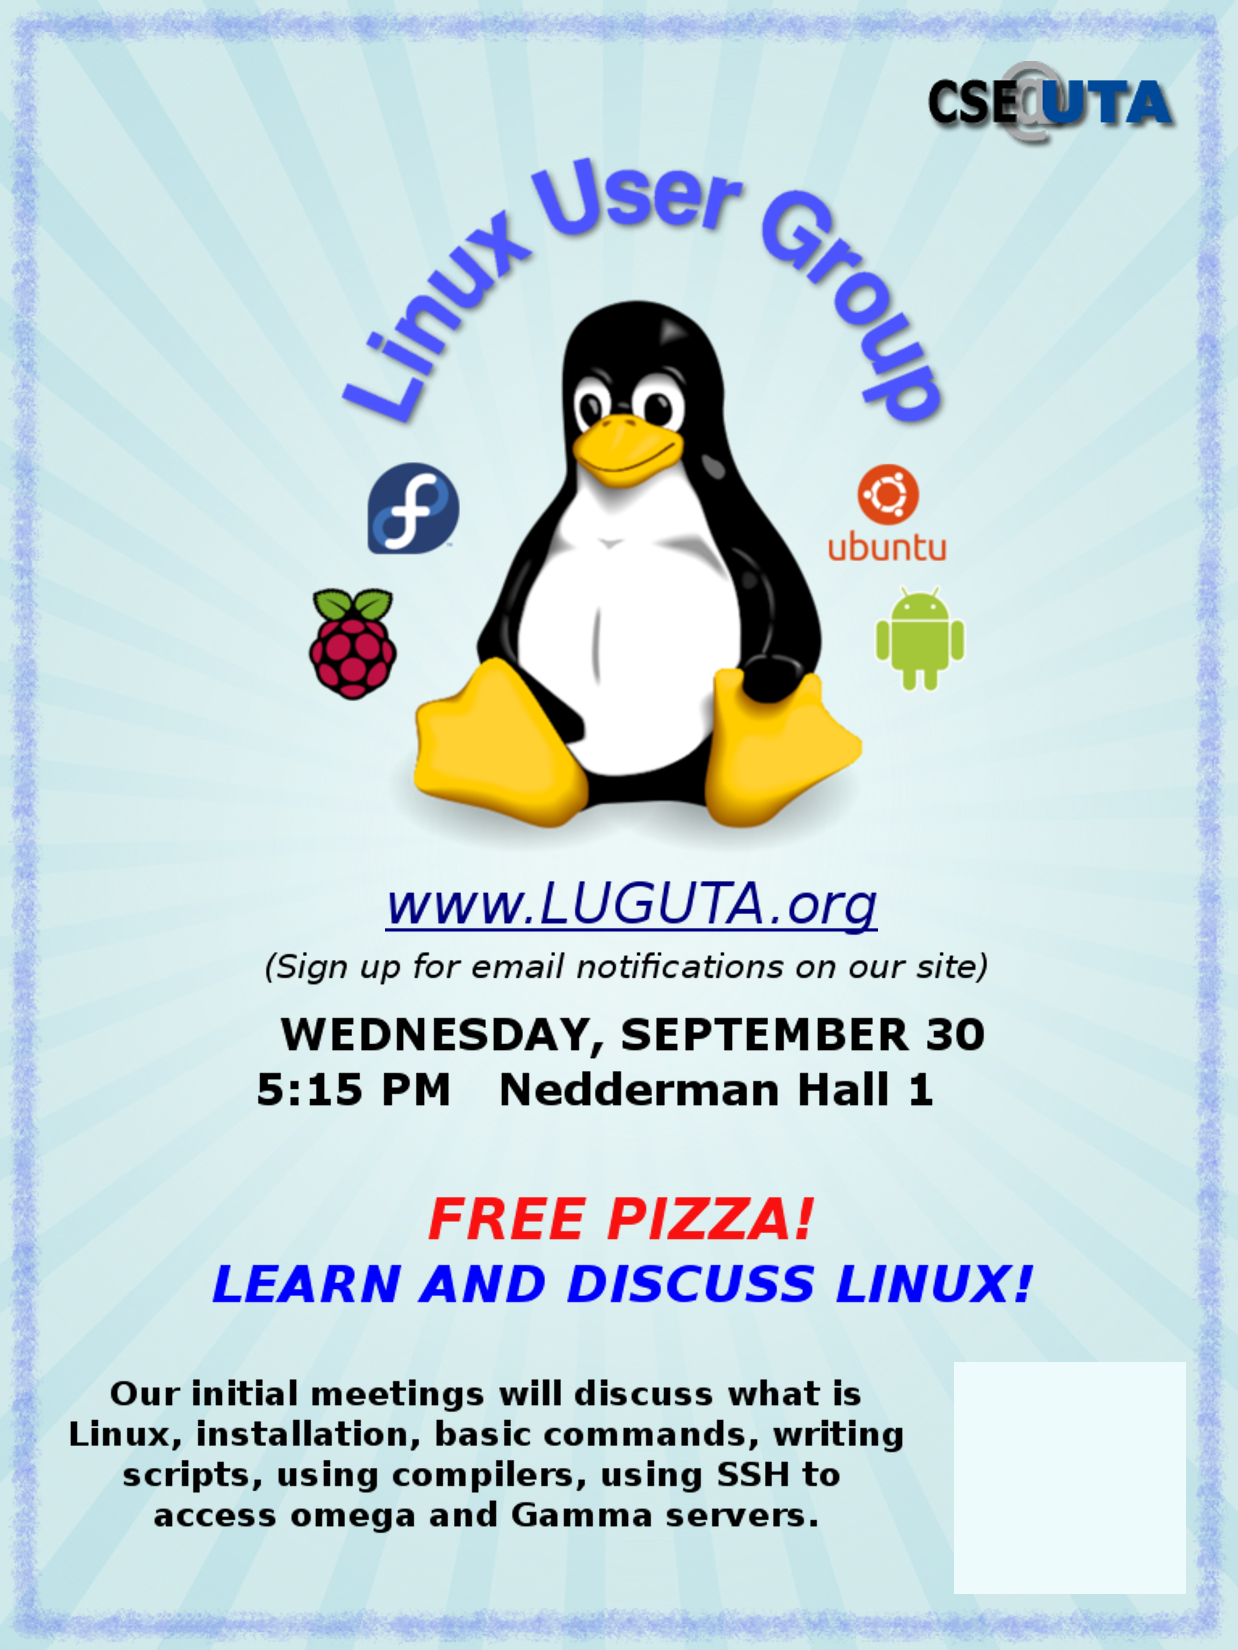 CSE@UTA
Linux User Group
ubuntu
www.LUGUTA.org
(Sign up for email notifications on our site)
WEDNESDAY, SEPTEMBER 30
5:15 PM Nedderman Hall 1
FREE PIZZA!
LEARN AND DISCUSS LINUX!
Our initial meetings will discuss what is
Linux, installation, basic commands, writing
scripts, using compilers, using SSH to
access omega and Gamma servers.